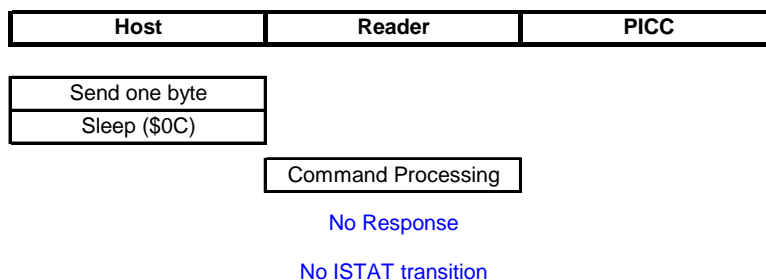 Host Reader PICC
Send one byte
Sleep ($0C)
Command Processing
No Response
No ISTAT transition